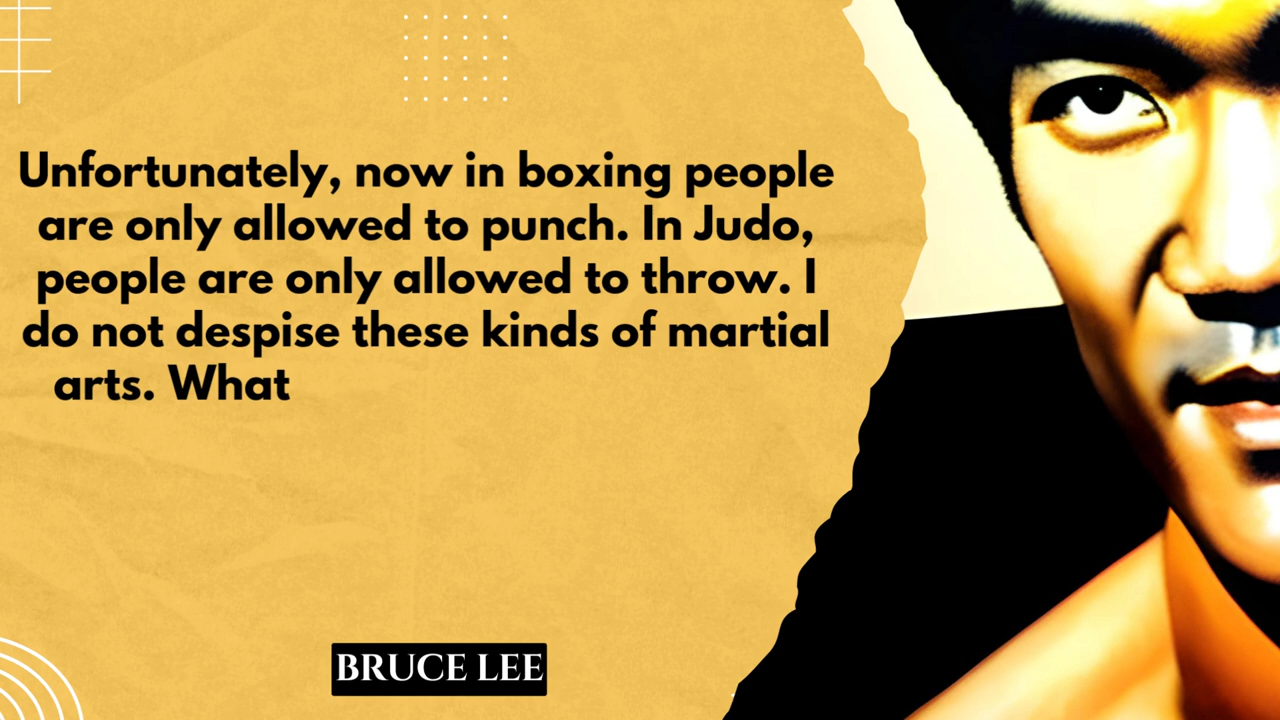 Unfortunately, now in boxing people
are only allowed to punch. In Judo,
people are only allowed to throw. I
do not despise these kinds of martial
arts. What
BRUCE LEE